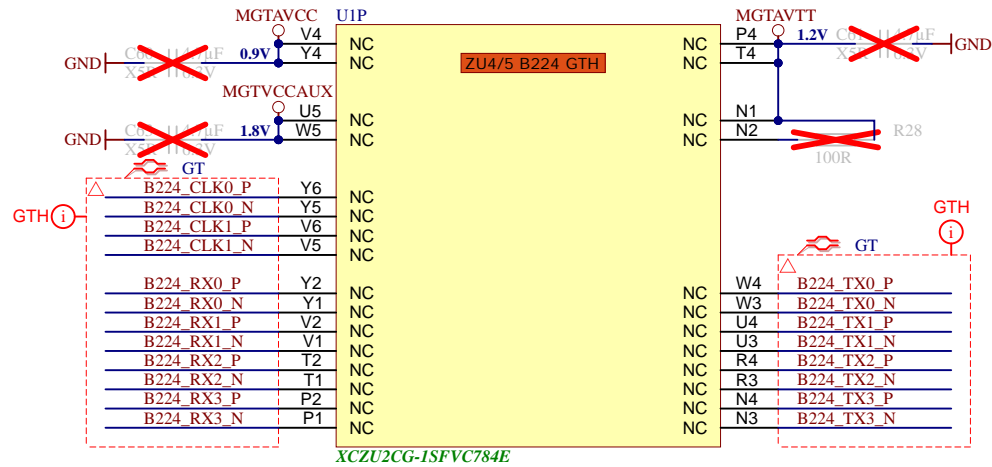 MGTAVCC
U1P
MGTAVTT
V4
NC
NC
P4
1.2V
GND
0.9V
Y4
NC
NC
T4
GND
ZU4/5 B224 GTH
MGTVCCAUX
U5
NC
NC
N1
GND
1.8V
W5
NC
NC
N2
R28
100R
GT
B224_CLK0_P
Y6
NC
B224_CLK0_N
Y5
NC
GTH
i
B224_CLK1_P
V6
NC
B224_CLK1_N
V5
NC
GTH
i
GT
B224_RX0_P
Y2
NC
NC
W4
B224_TX0_P
B224_RX0_N
Y1
NC
NC
W3
B224_TX0_N
B224_RX1_P
V2
NC
NC
U4
B224_TX1_P
B224_RX1_N
V1
NC
NC
U3
B224_TX1_N
B224_RX2_P
T2
NC
NC
R4
B224_TX2_P
B224_RX2_N
T1
NC
NC
R3
B224_TX2_N
B224_RX3_P
P2
NC
NC
N4
B224_TX3_P
B224_RX3_N
P1
NC
NC
N3
B224_TX3_N
XCZU2CG-1SFVC784E